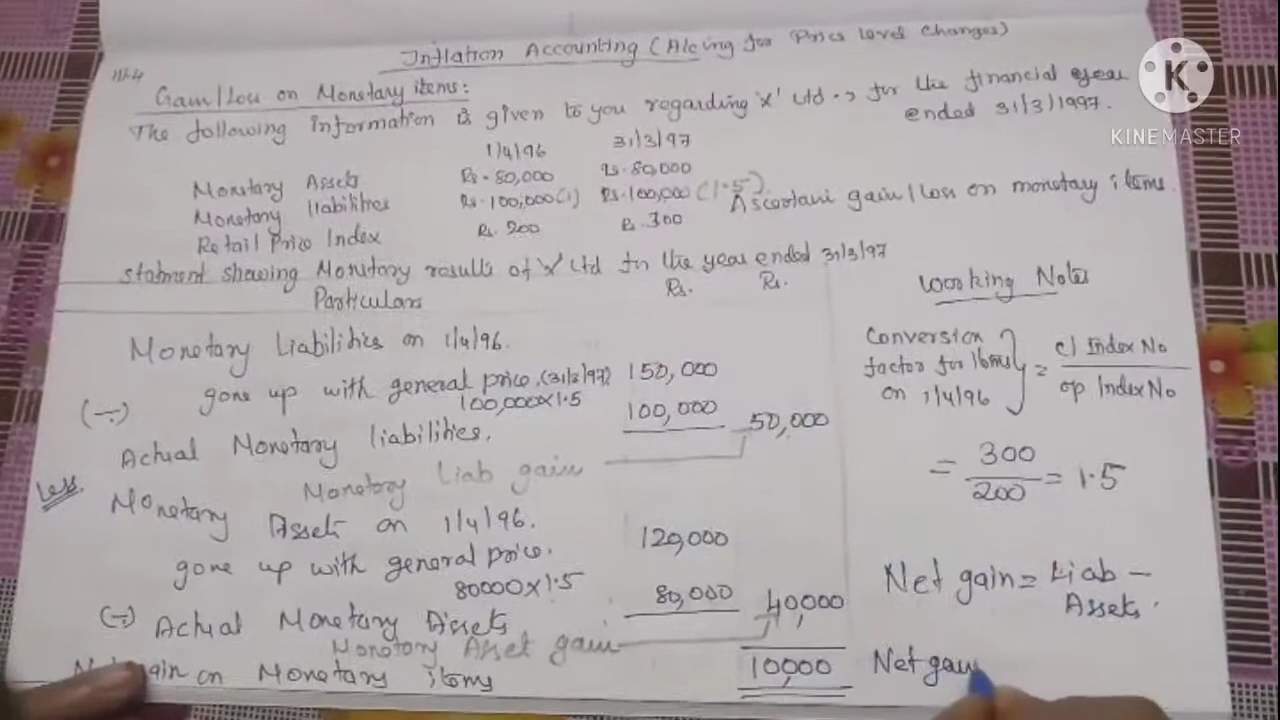 Inflation Accounting (A/cing for Price Level Changes)
Gain/Loss on Monetary items:
The following information is given to you regarding 'X' Ltd., for the financial year ended 31/3/1997.
1/4/96 31/3/97
Monetary Assets Rs. 80,000 Rs. 80,000
Monetary liabilities Rs. 100,000 (1) Rs. 100,000 (1.5)
Retail Price Index Rs. 200 Rs. 300
Ascertain gain/loss on monetary items.
Statment showing Monetary results of 'X' Ltd for the year ended 31/3/97
Particulars Rs. Rs.
Monetary Liabilities on 1/4/96.
gone up with general price. (31/3/97) 150,000
100,000 x 1.5
(-) Actual Monetary liabilities. 100,000 50,000
Monetary Liab gain
Less Monetary Assets on 1/4/96.
gone up with general price. 120,000
80000 x 1.5
(-) Actual Monetary Assets 80,000 40,000
Monetary Asset gain
gain on Monetary items 10,000 Net gain
Working Notes
Conversion factor for items on 1/4/96 } = cl Index No / op Index No
= 300 / 200 = 1.5
Net gain = Liab - Assets.
K
KINEMASTER